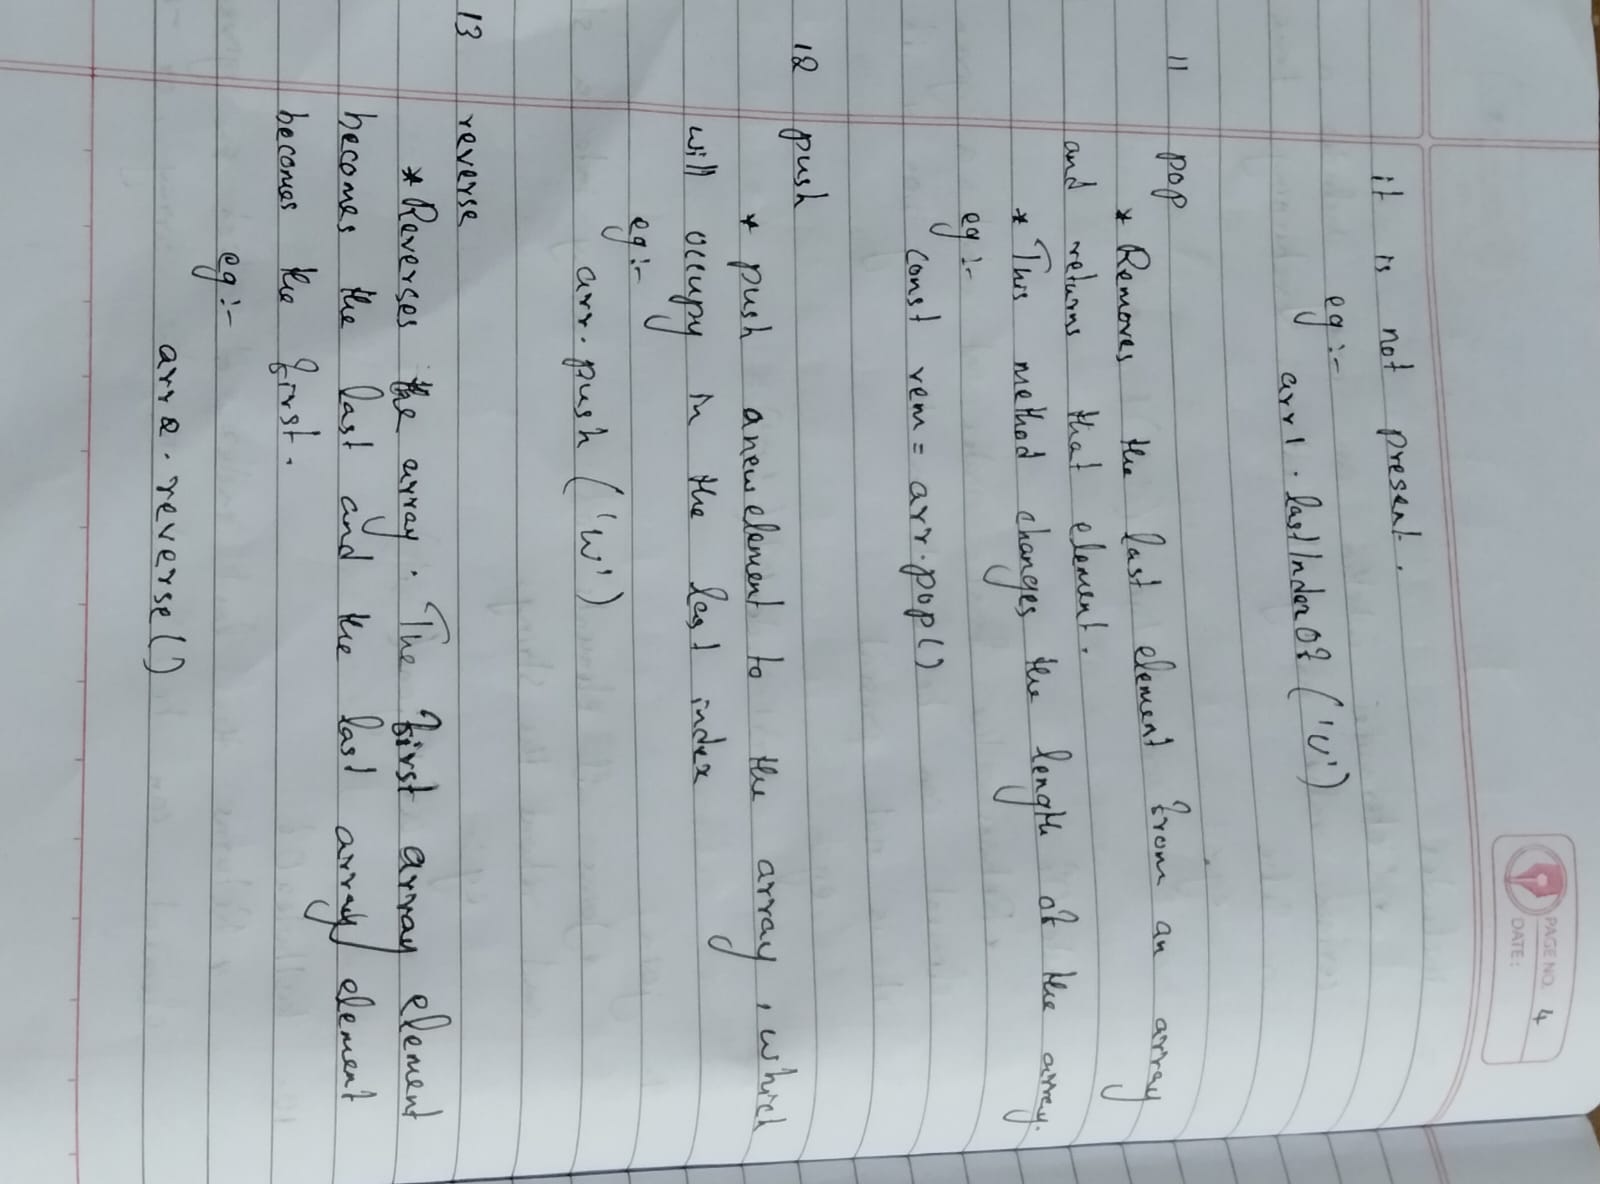 PAGE NO. 4
DATE:
it is not present.
eg :-
arr1 . lastIndexOf ('U')
11 pop
* Removes the last element from an array
and returns that element.
* This method changes the length of the array.
eg :-
const rem = arr.pop()
12 push
* push a new element to the array, which
will occupy in the last index
eg :-
arr.push ('W')
13 reverse
* Reverses the array. The first array element
becomes the last and the last array element
becomes the first.
eg :-
arr2 . reverse()